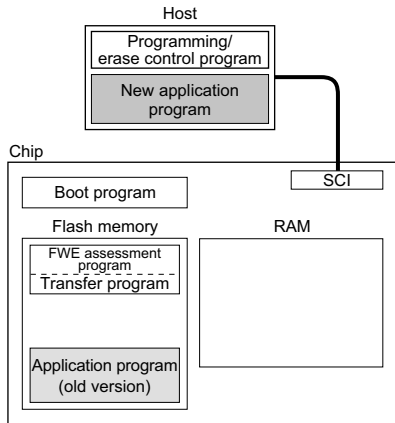 Host
Programming/
erase control program
New application
program
Chip
SCI
Boot program
Flash memory
RAM
FWE assessment
program
Transfer program
Application program
(old version)